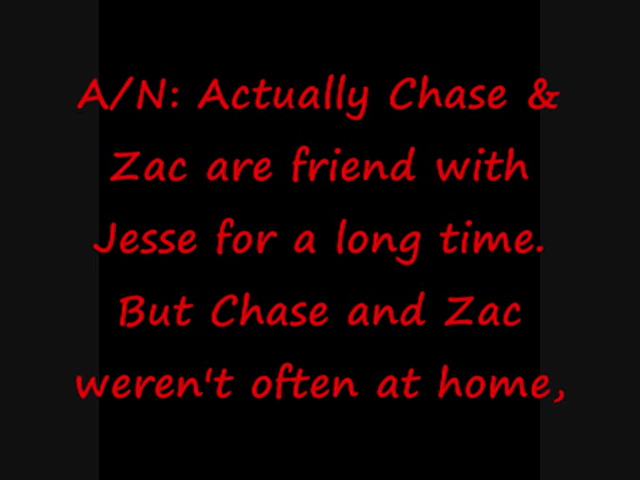 A/N: Actually Chase &
Zac are friend with
Jesse for a long time.
But Chase and Zac
weren't often at home,